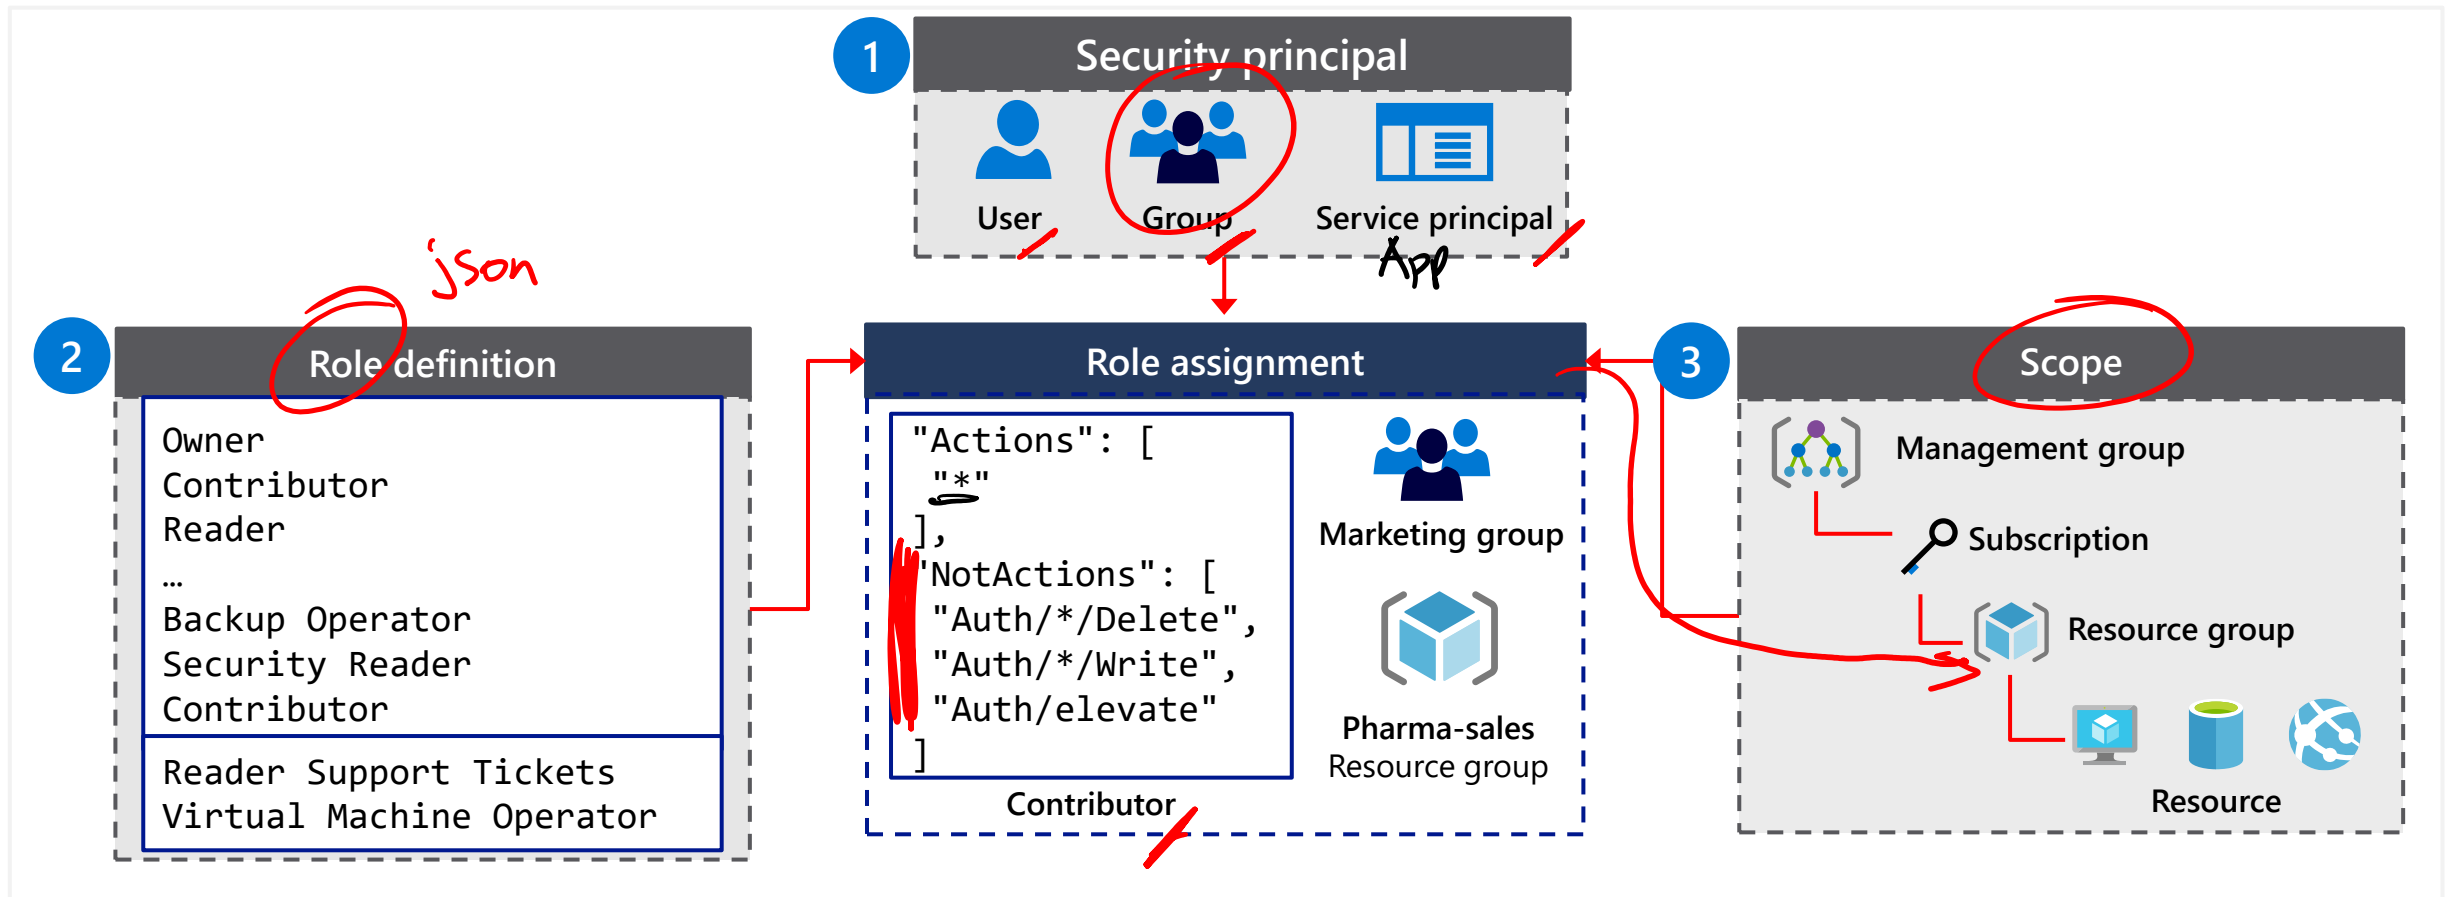 1
Security principal
User
Group
Service principal
App
json
2
Role definition
Owner
Contributor
Reader
…
Backup Operator
Security Reader
Contributor
Reader Support Tickets
Virtual Machine Operator
Role assignment
"Actions": [
"*"
],
"NotActions": [
"Auth/*/Delete",
"Auth/*/Write",
"Auth/elevate"
]
Contributor
Marketing group
Pharma-sales
Resource group
3
Scope
Management group
Subscription
Resource group
Resource